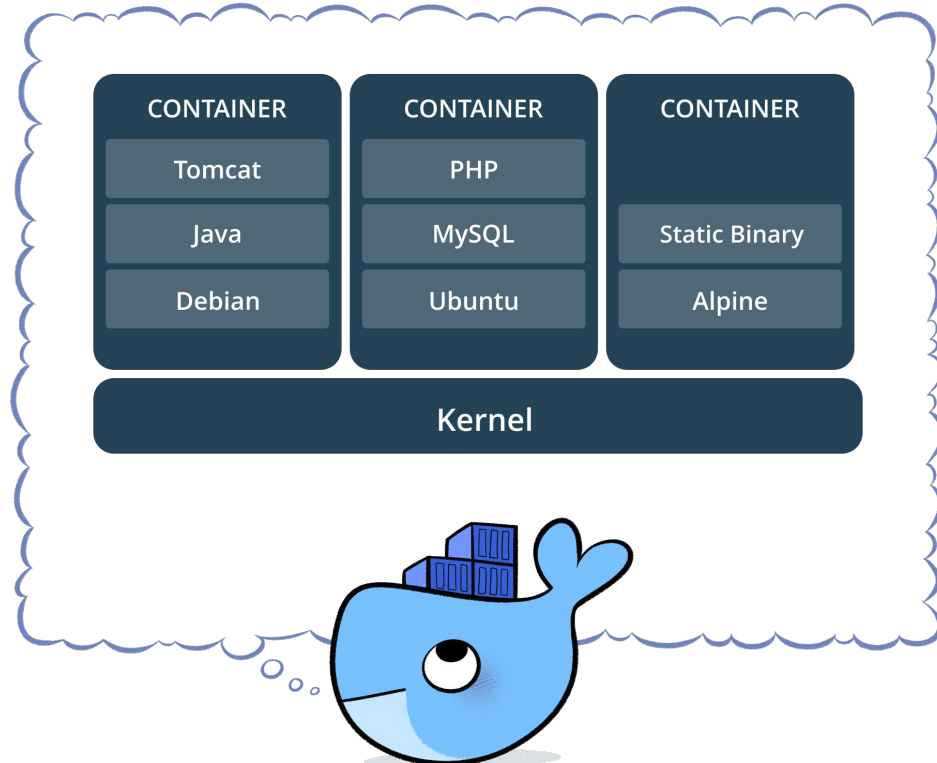 CONTAINER
Tomcat
Java
Debian
CONTAINER
PHP
MySQL
Ubuntu
CONTAINER
Static Binary
Alpine
Kernel